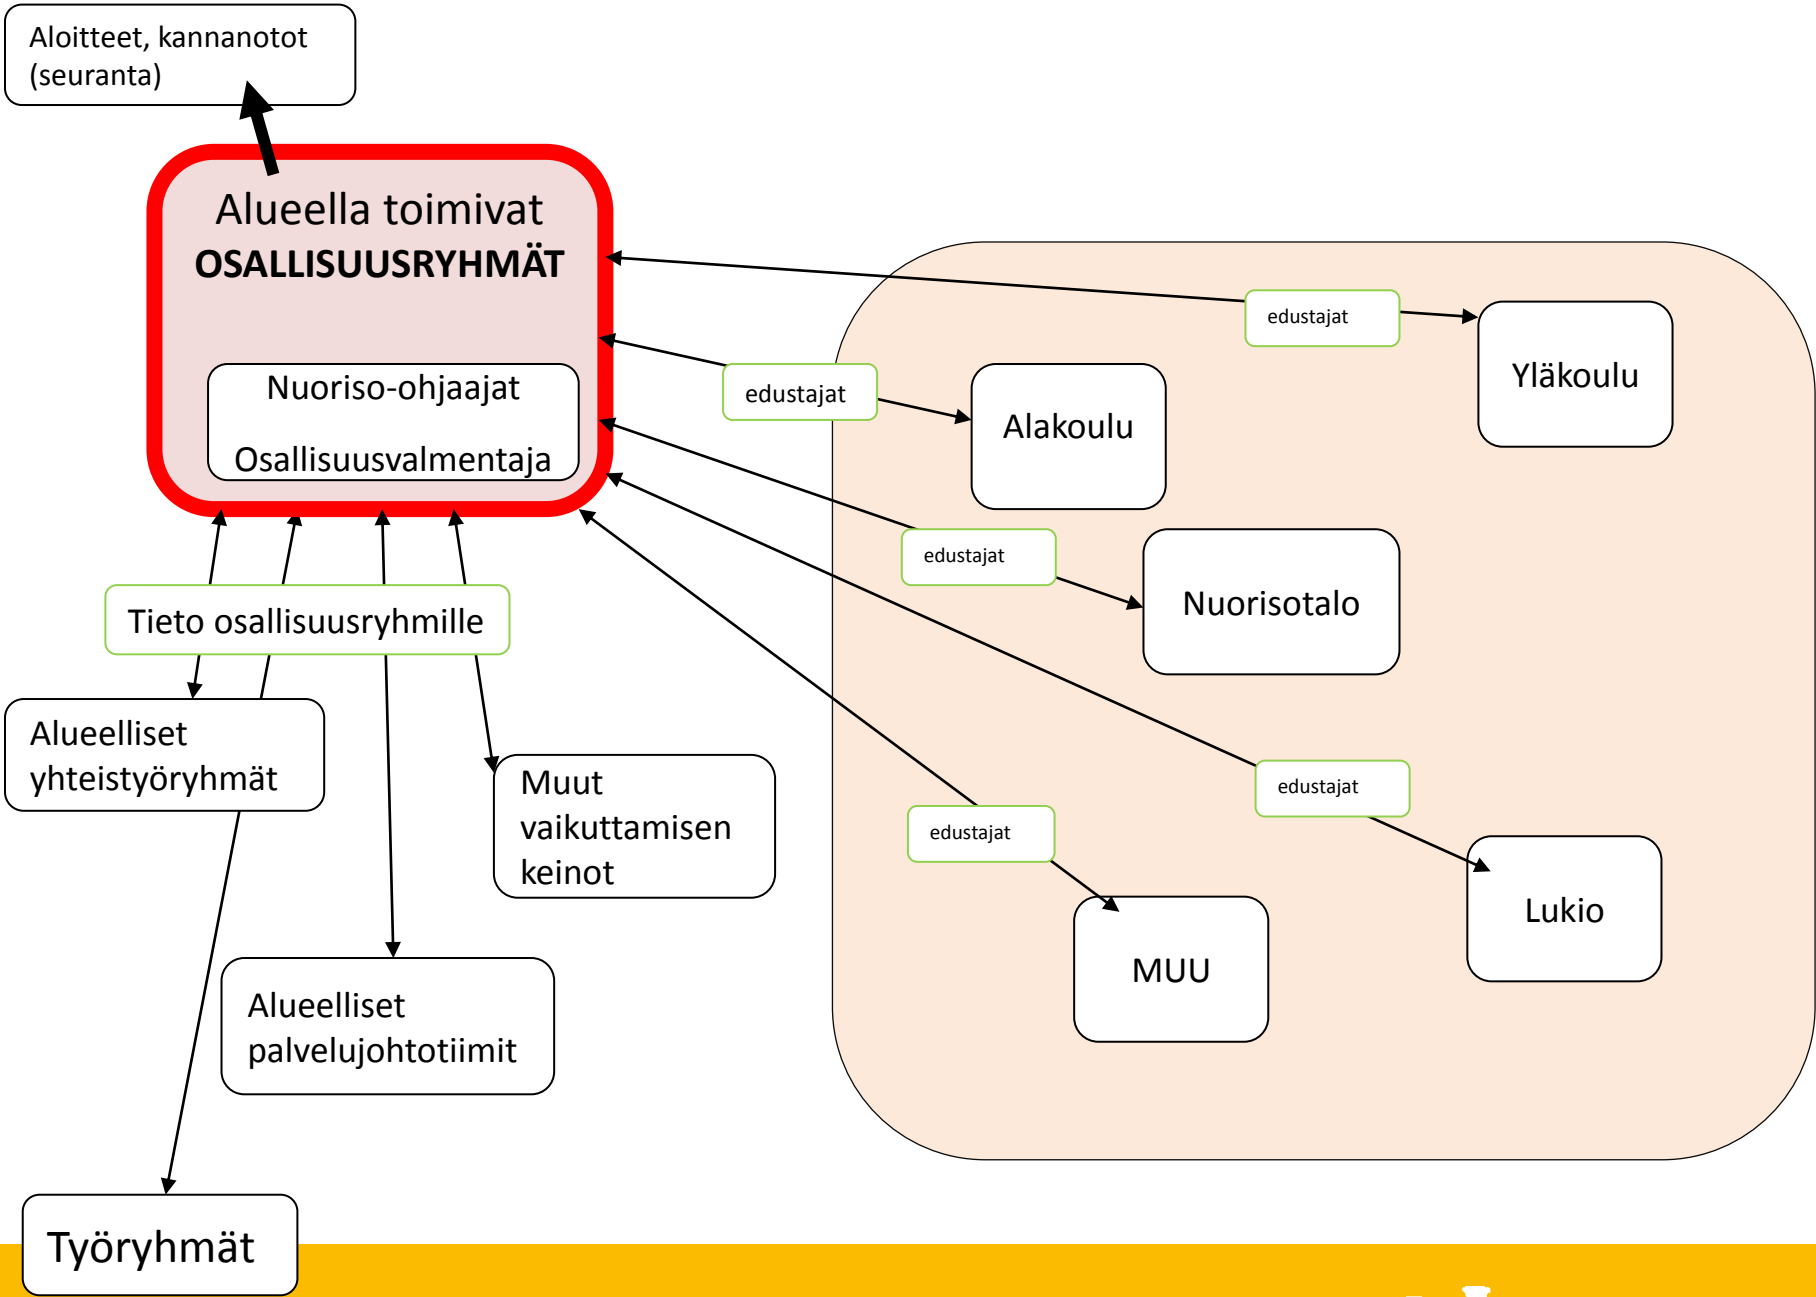 Aloitteet, kannanotot
(seuranta)
Alueella toimivat
OSALLISUUSRYHMÄT
Nuoriso-ohjaajat
Osallisuusvalmentaja
edustajat
Yläkoulu
edustajat
Alakoulu
edustajat
Nuorisotalo
Tieto osallisuusryhmille
Alueelliset
yhteistyöryhmät
Muut
vaikuttamisen
keinot
edustajat
Lukio
edustajat
MUU
Alueelliset
palvelujohtotiimit
Työryhmät